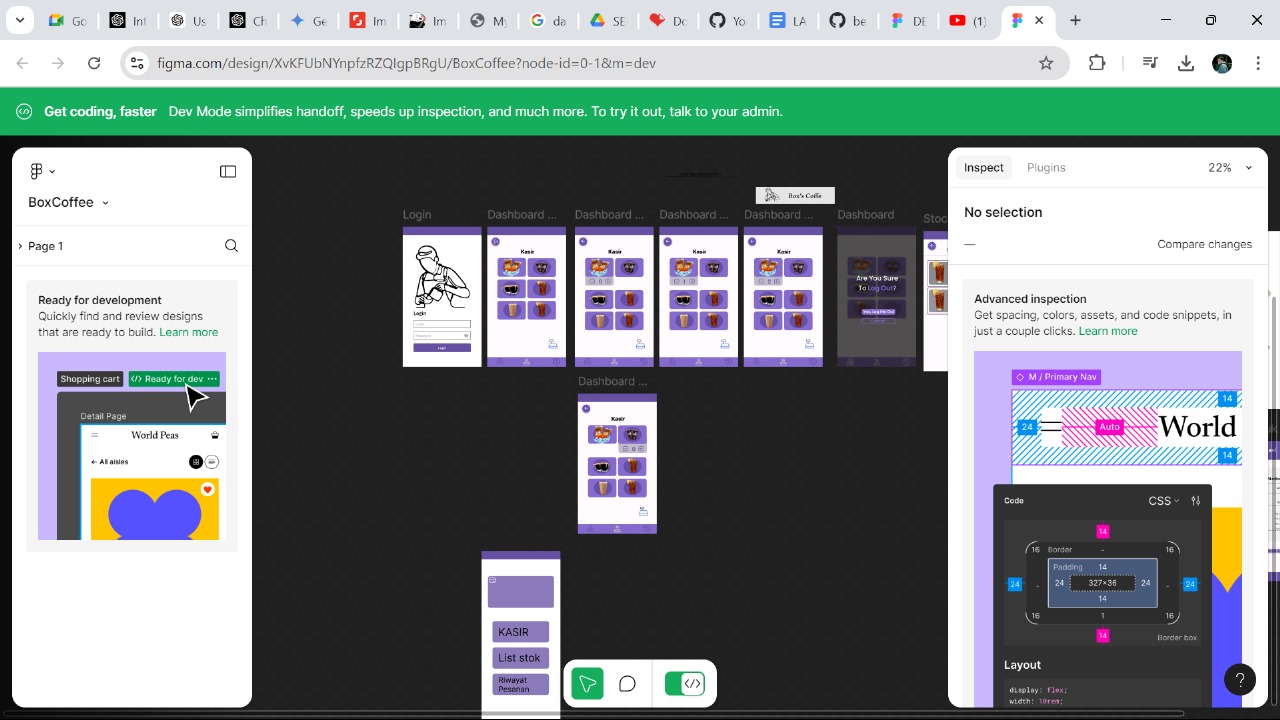 Go
Int
Us
Ch
Im
Im
Mi
da
SE
Do
Yo
LA
be
DE
(1)
figma.com/design/XvKFUbNYnpfzRZQIgpBRgU/BoxCoffee?node-id=0-1&m=dev
Get coding, faster Dev Mode simplifies handoff, speeds up inspection, and much more. To try it out, talk to your admin.
BoxCoffee
Page 1
Ready for development
Quickly find and review designs
that are ready to build. Learn more
Shopping cart
Ready for dev
Detail Page
World Peas
All aisles
Box's Coffe
Login
Dashboard ...
Dashboard ...
Dashboard ...
Dashboard ...
Dashboard
Stoc
Login
Kasir
Kasir
Kasir
Kasir
Are You Sure
To Log Out?
Yes, Log Me Out
Dashboard ...
Kasir
KASIR
List stok
Riwayat
Pesanan
Inspect
Plugins
22%
No selection
—
Compare changes
Advanced inspection
Get spacing, colors, assets, and code snippets, in
just a couple clicks. Learn more
M / Primary Nav
14
24
Auto
World
14
Code
CSS
14
16 Border - 16
Padding 14
24 - 24 327×36 24 - 24
14
16 1 16
14
Border box
Layout
display: flex;
width: 10rem;
?